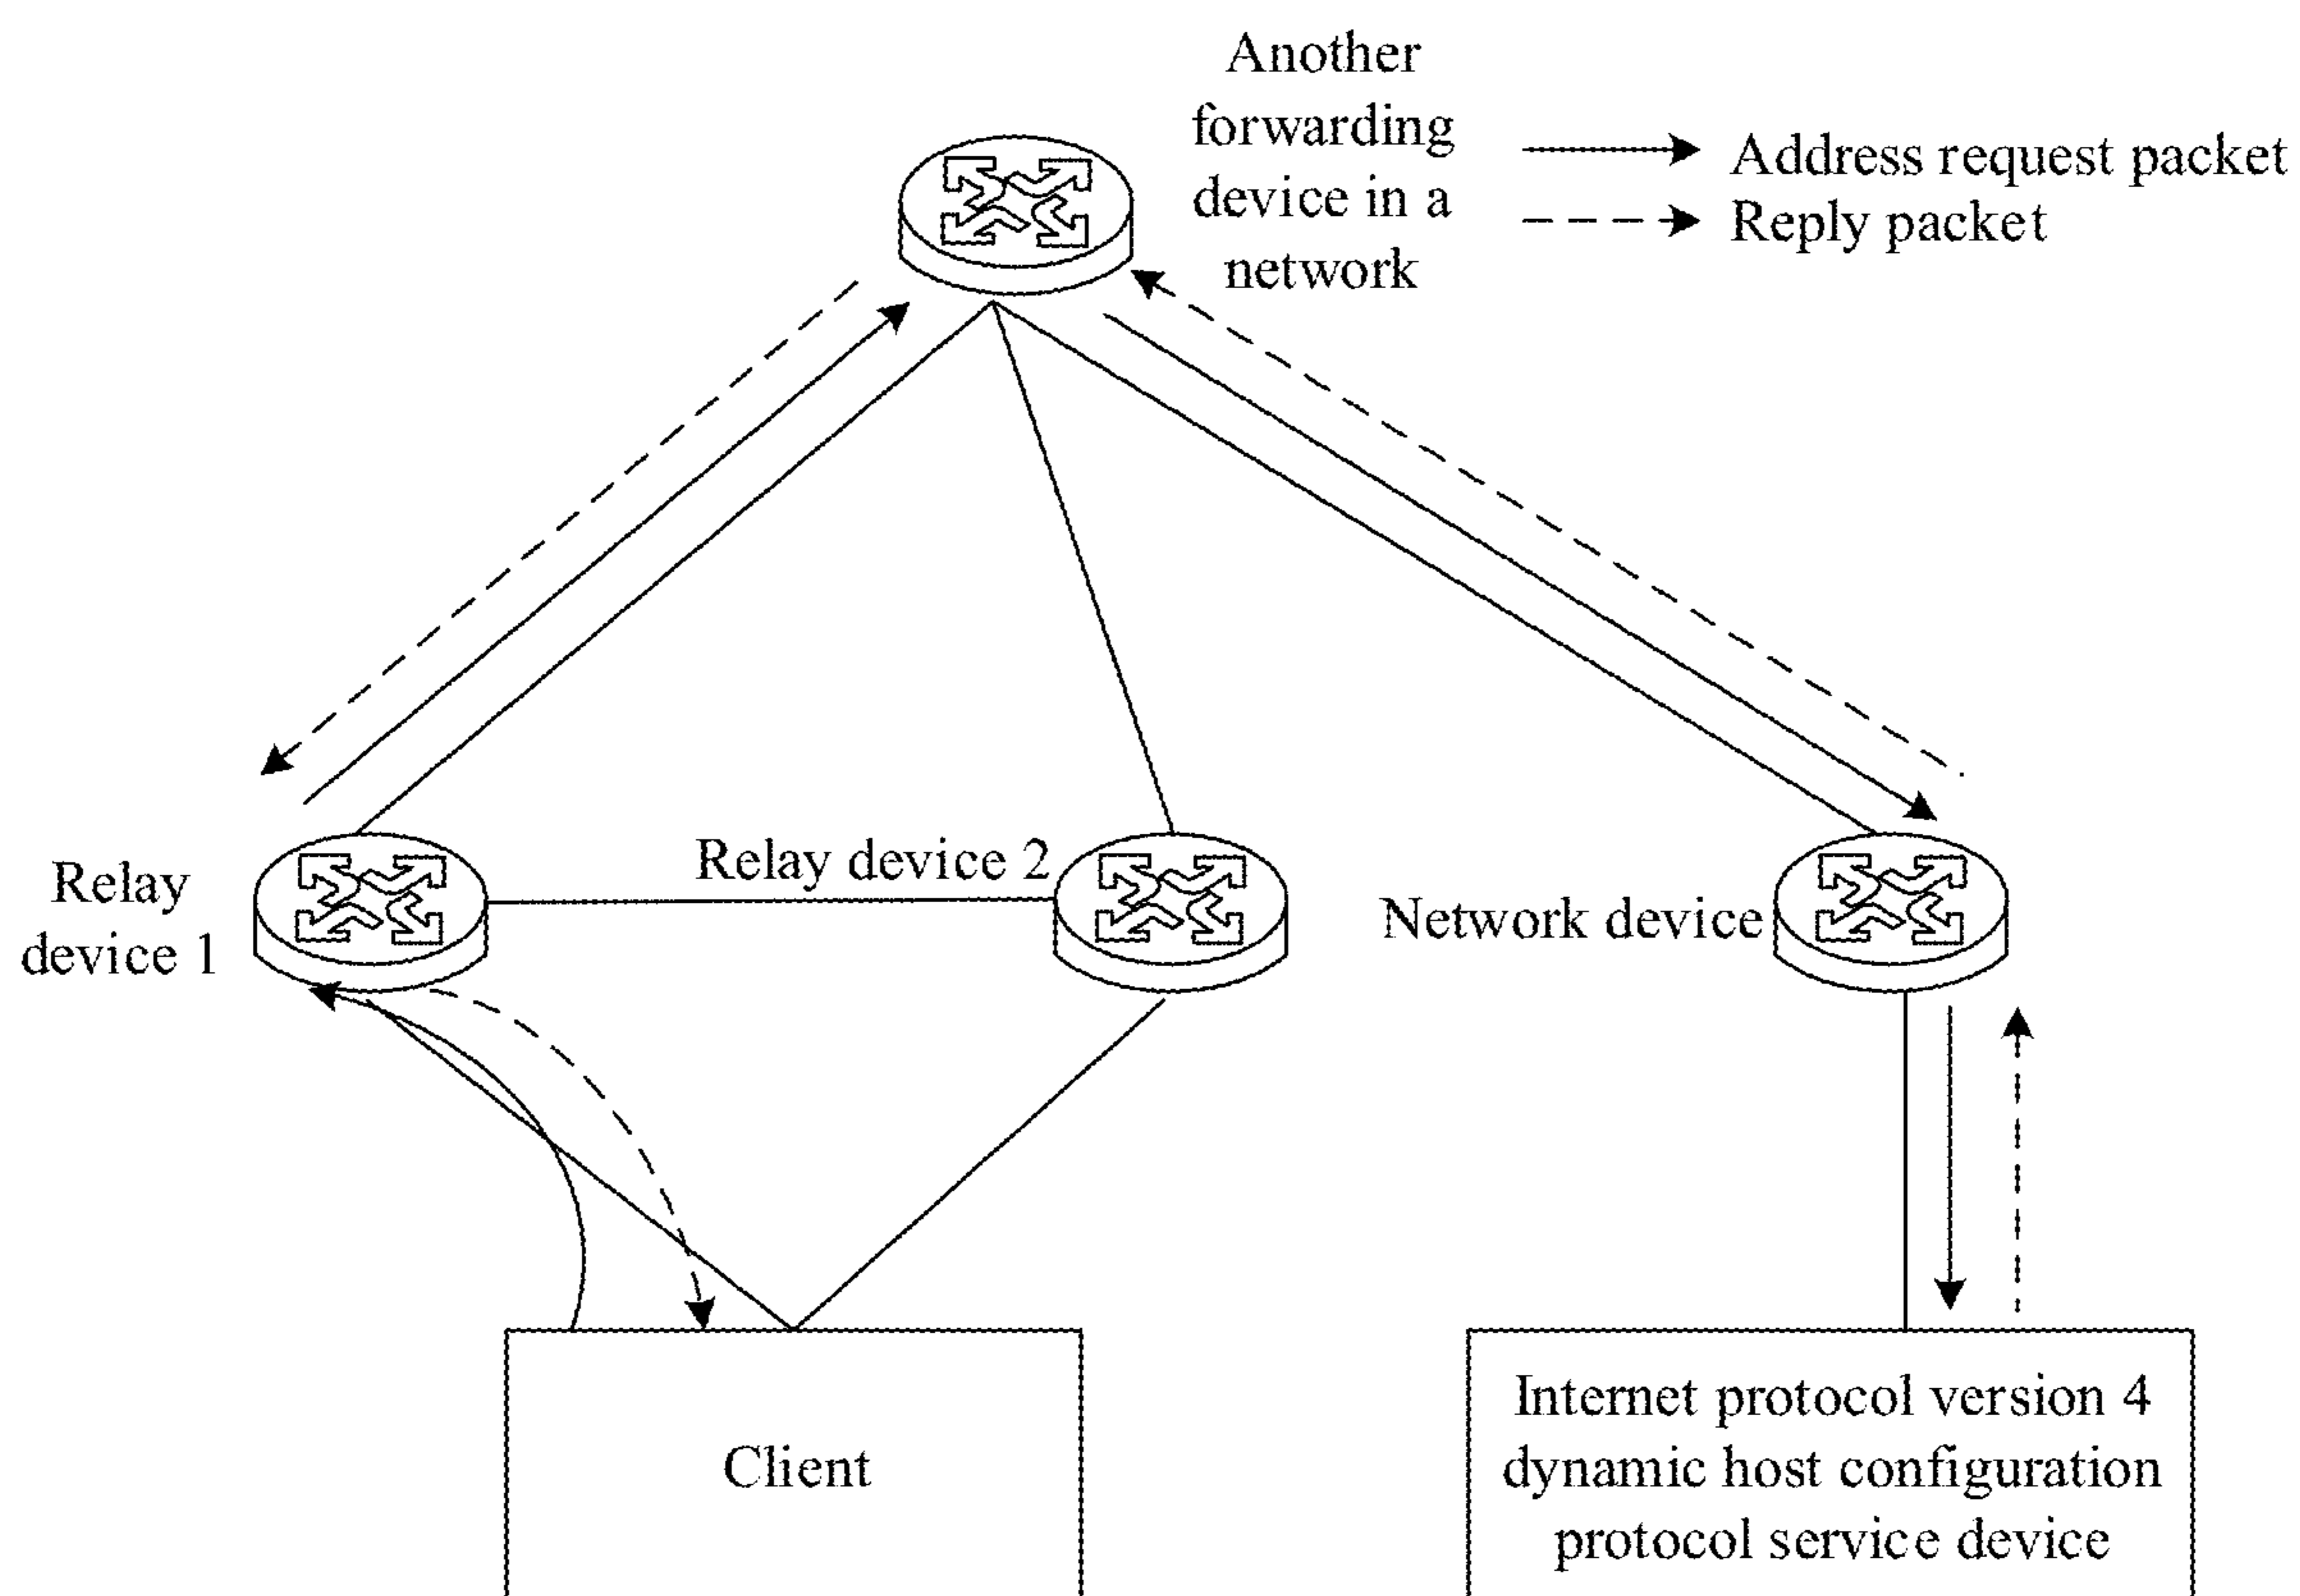 Another
forwarding
device in a
network
Address request packet
Reply packet
Relay
device 1
Relay device 2
Network device
Client
Internet protocol version 4
dynamic host configuration
protocol service device